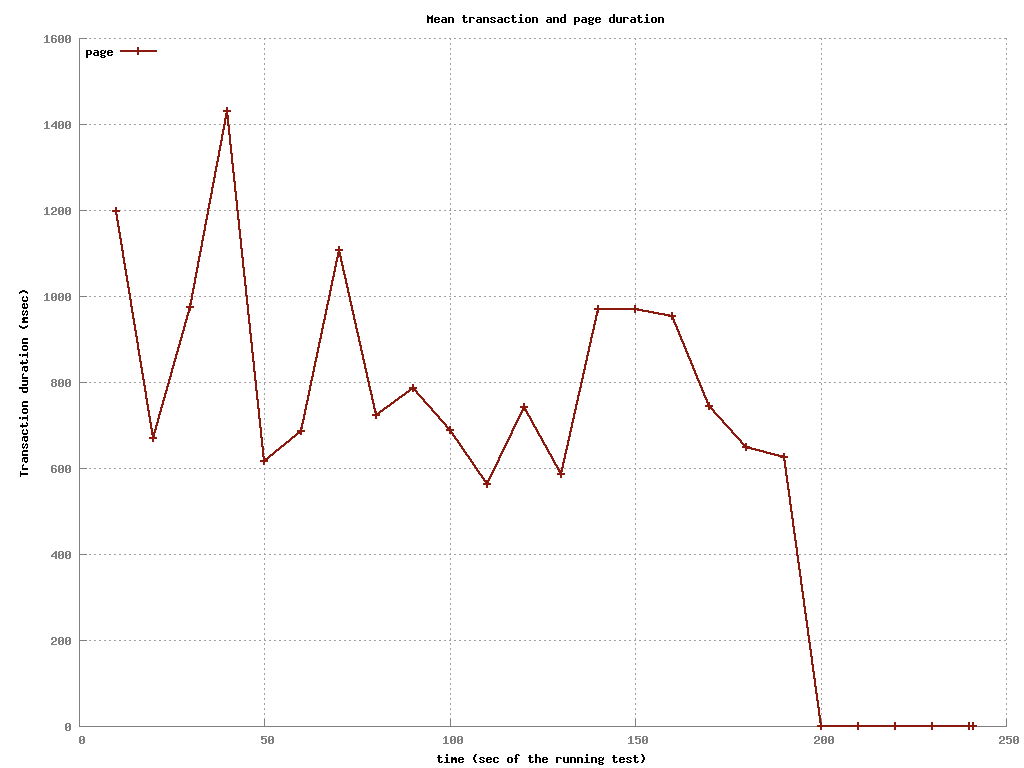 Mean transaction and page duration
page
1600
1400
1200
1000
800
600
400
200
0
Transaction duration (msec)
0 50 100 150 200 250
time (sec of the running test)